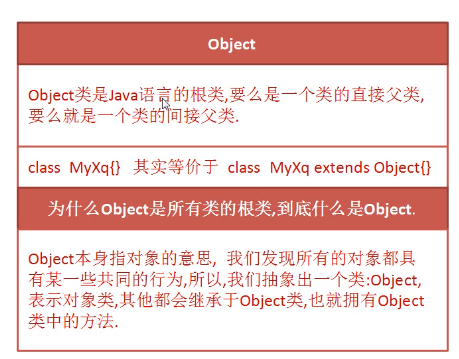 Object
Object类是Java语言的根类,要么是一个类的直接父类,
要么就是一个类的间接父类.
class MyXq{} 其实等价于 class MyXq extends Object{}
为什么Object是所有类的根类,到底什么是Object.
Object本身指对象的意思, 我们发现所有的对象都具
有某一些共同的行为,所以,我们抽象出一个类:Object,
表示对象类,其他都会继承于Object类,也就拥有Object
类中的方法.